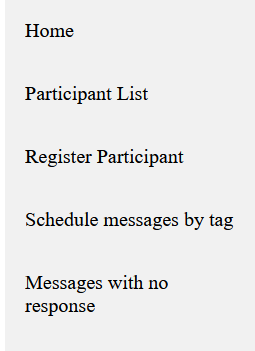 Home
Participant List
Register Participant
Schedule messages by tag
Messages with no
response